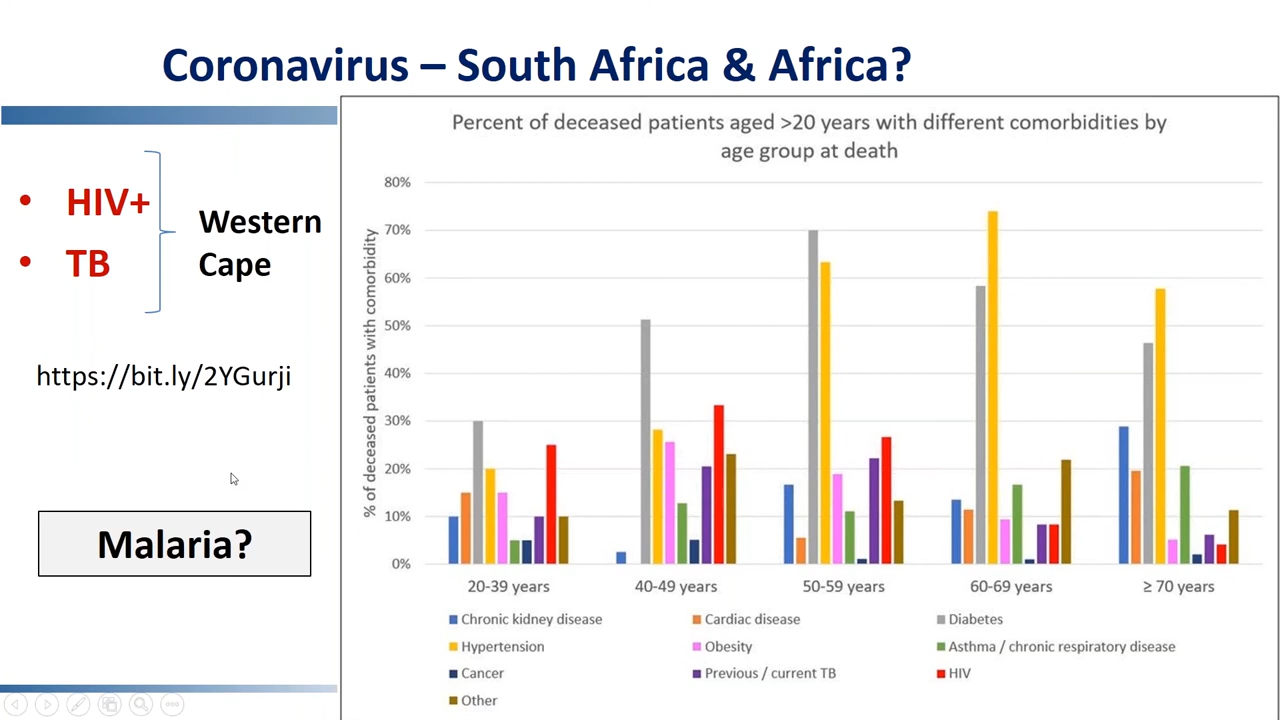 Coronavirus – South Africa & Africa?
• HIV+
• TB
Western
Cape
https://bit.ly/2YGurji
Malaria?
Percent of deceased patients aged >20 years with different comorbidities by
age group at death
% of deceased patients with comorbidity
80%
70%
60%
50%
40%
30%
20%
10%
0%
20-39 years
40-49 years
50-59 years
60-69 years
≥ 70 years
Chronic kidney disease
Cardiac disease
Diabetes
Hypertension
Obesity
Asthma / chronic respiratory disease
Cancer
Previous / current TB
HIV
Other